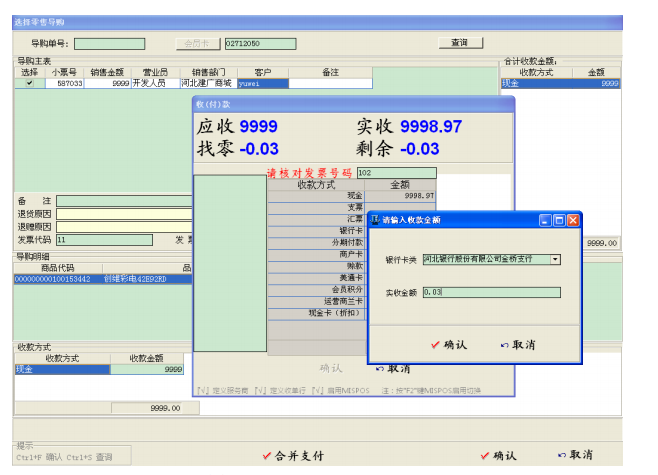 选择零售导购
导购单号: 会员卡 02712050 查询
导购主表 合计收款金额:
选择 小票号 销售金额 营业员 销售部门 客户 备注 收款方式 金额
587033 9999 开发人员 河北建广商城 yuwei 现金 9999
收(付)款
应收 9999 实收 9998.97
找零 -0.03 剩余 -0.03
请核对发票号码 102
收款方式 金额
现金 9998.97
支票
汇票
银行卡
分期付款
商户卡
赊款
美通卡
会员积分
运营商兰卡
现金卡(折扣)
备 注
退货原因
退赠原因
发票代码 11 发票
9999.00
请输入收款金额
银行卡类 河北银行股份有限公司金桥支行
实收金额 0.03
确认 取消
导购明细
商品代码 品
000000000100153442 创维彩电42E92RD
收款方式
收款方式 收款金额
现金 9999
9999.00
确认 取消
【√】定义服务商 【√】定义收单行 【√】启用MISPOS 注:按"F2"键MISPOS启用切换
提示
Ctrl+F 确认 Ctrl+S 查询
合并支付 确认 取消